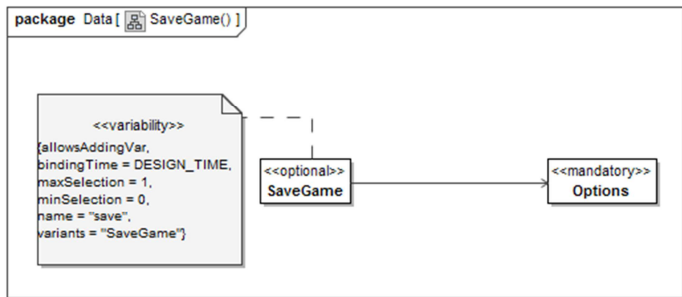 package Data [ SaveGame() ]
<<variability>>
{allowsAddingVar,
bindingTime = DESIGN_TIME,
maxSelection = 1,
minSelection = 0,
name = "save",
variants = "SaveGame"}
<<optional>>
SaveGame
<<mandatory>>
Options